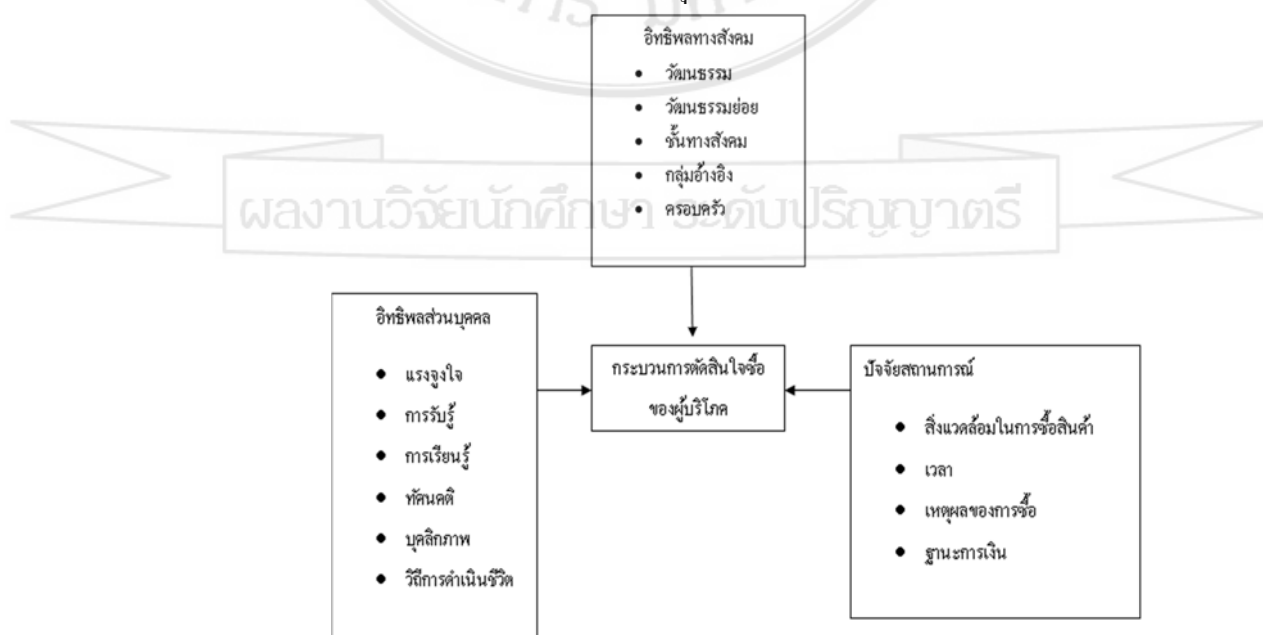 อิทธิพลทางสังคม
• วัฒนธรรม
• วัฒนธรรมย่อย
• ชั้นทางสังคม
• กลุ่มอ้างอิง
• ครอบครัว
ผลงานวิจัยนักศึกษา ระดับปริญญาตรี
อิทธิพลส่วนบุคคล
• แรงจูงใจ
• การรับรู้
• การเรียนรู้
• ทัศนคติ
• บุคลิกภาพ
• วิถีการดำเนินชีวิต
กระบวนการตัดสินใจซื้อ
ของผู้บริโภค
ปัจจัยสถานการณ์
• สิ่งแวดล้อมในการซื้อสินค้า
• เวลา
• เหตุผลของการซื้อ
• ฐานะการเงิน